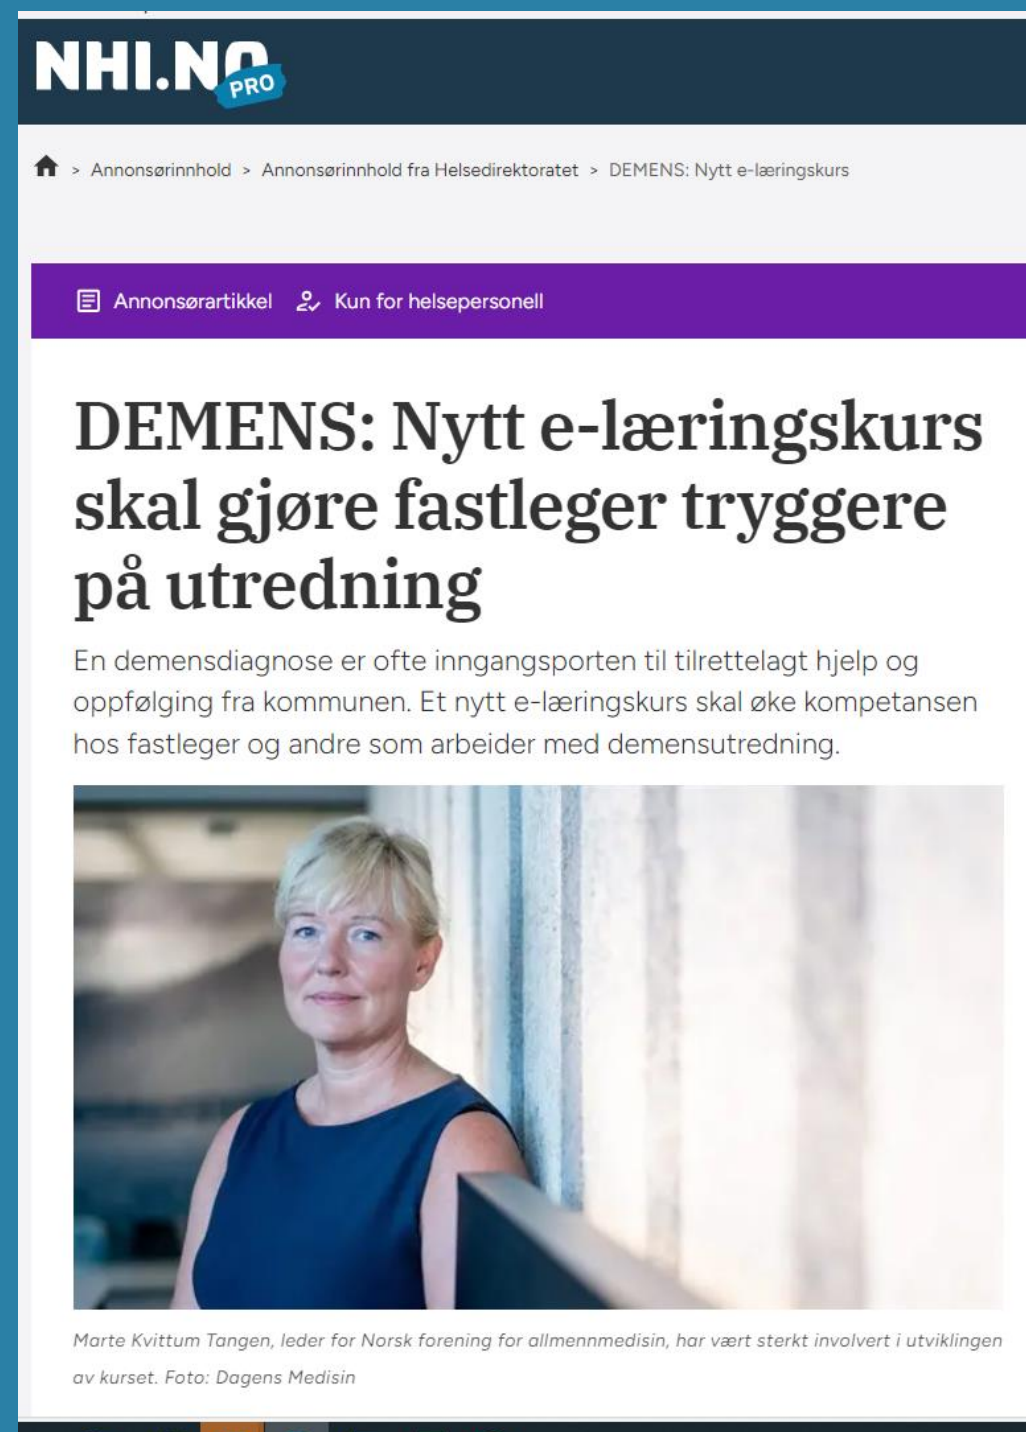 NHI.NO
PRO
> Annonsørinnhold > Annonsørinnhold fra Helsedirektoratet > DEMENS: Nytt e-læringskurs
Annonsørartikkel Kun for helsepersonell
DEMENS: Nytt e-læringskurs
skal gjøre fastleger tryggere
på utredning
En demensdiagnose er ofte inngangsporten til tilrettelagt hjelp og
oppfølging fra kommunen. Et nytt e-læringskurs skal øke kompetansen
hos fastleger og andre som arbeider med demensutredning.
Marte Kvittum Tangen, leder for Norsk forening for allmennmedisin, har vært sterkt involvert i utviklingen
av kurset. Foto: Dagens Medisin